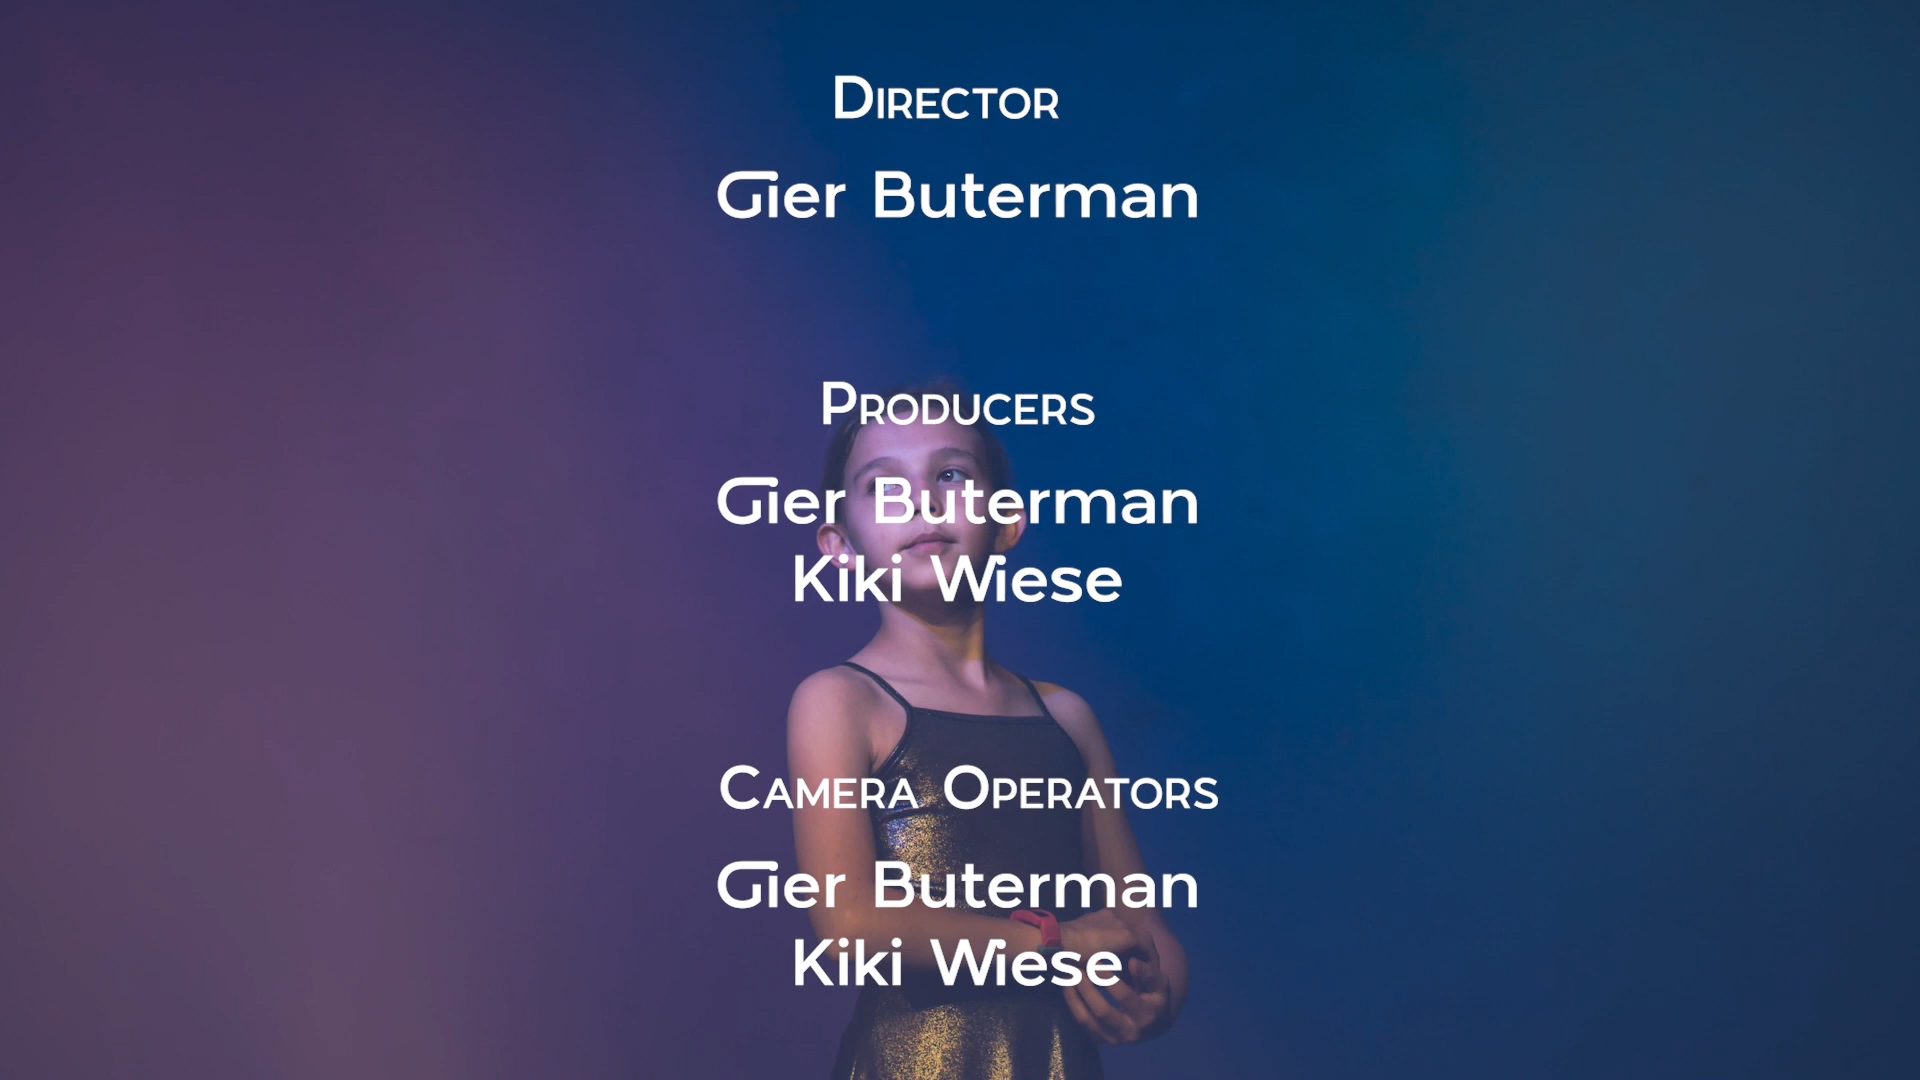 Director
Gier Buterman
Producers
Gier Buterman
Kiki Wiese
Camera Operators
Gier Buterman
Kiki Wiese